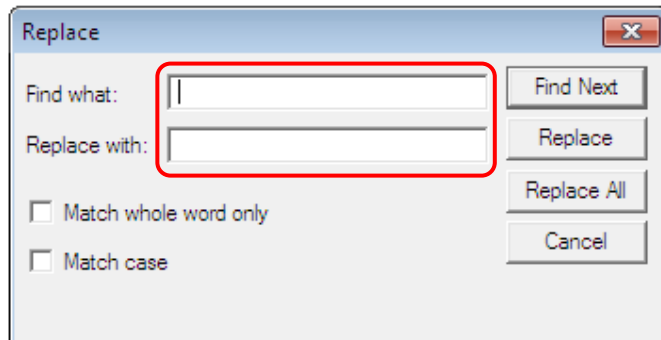 Replace
Find what:
Find Next
Replace with:
Replace
Match whole word only
Replace All
Match case
Cancel